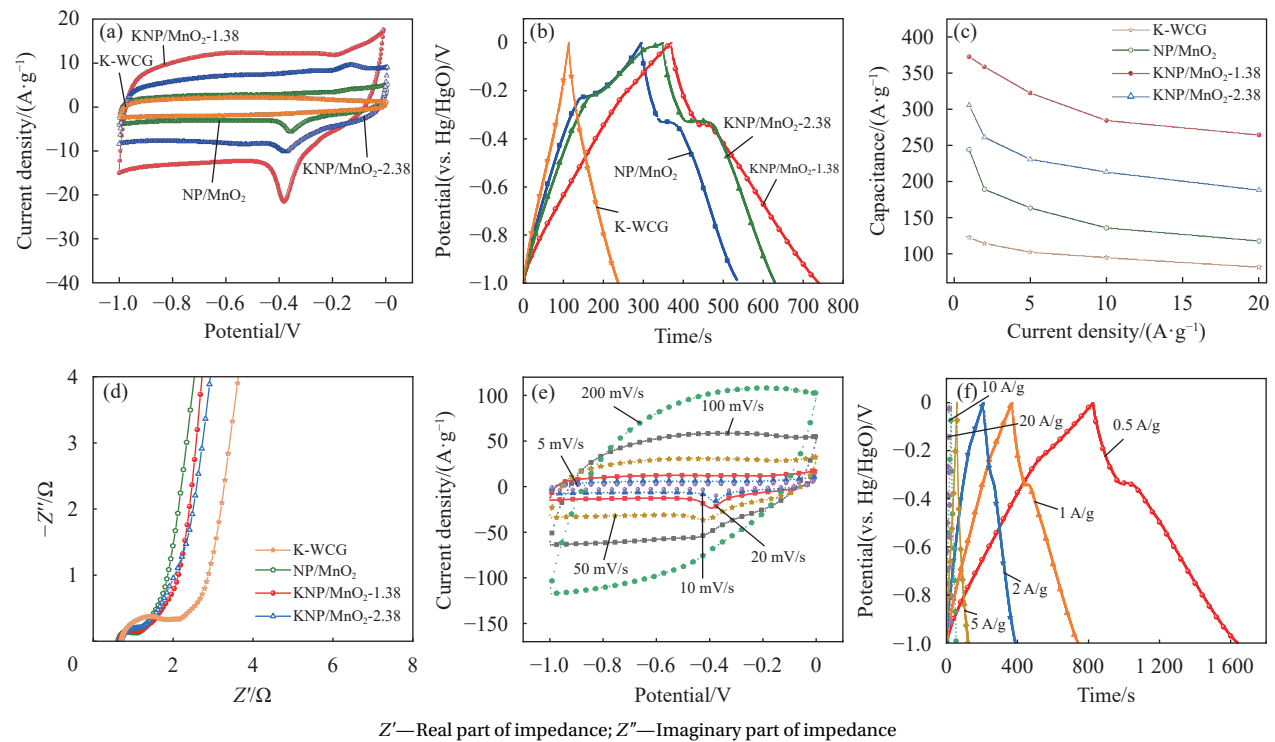 (a)
KNP/MnO₂-1.38
K-WCG
NP/MnO₂
KNP/MnO₂-2.38
20
10
0
−10
−20
−30
−40
Current density/(A·g⁻¹)
−1.0
−0.8
−0.6
−0.4
−0.2
−0
Potential/V
(b)
KNP/MnO₂-2.38
NP/MnO₂
KNP/MnO₂-1.38
K-WCG
0
−0.2
−0.4
−0.6
−0.8
−1.0
Potential(vs. Hg/HgO)/V
0 100 200 300 400 500 600 700 800
Time/s
(c)
K-WCG
NP/MnO₂
KNP/MnO₂-1.38
KNP/MnO₂-2.38
400
350
300
250
200
150
100
Capacitance/(A·g⁻¹)
0 5 10 15 20
Current density/(A·g⁻¹)
(d)
4
3
2
1
−Z″/Ω
K-WCG
NP/MnO₂
KNP/MnO₂-1.38
KNP/MnO₂-2.38
0 2 4 6 8
Z′/Ω
(e)
200 mV/s
100 mV/s
5 mV/s
20 mV/s
50 mV/s
10 mV/s
100
50
0
−50
−100
−150
Current density/(A·g⁻¹)
−1.0 −0.8 −0.6 −0.4 −0.2 0
Potential/V
(f)
10 A/g
20 A/g
0.5 A/g
1 A/g
2 A/g
5 A/g
0
−0.2
−0.4
−0.6
−0.8
−1.0
Potential(vs. Hg/HgO)/V
0 400 800 1 200 1 600
Time/s
Z′—Real part of impedance; Z″—Imaginary part of impedance